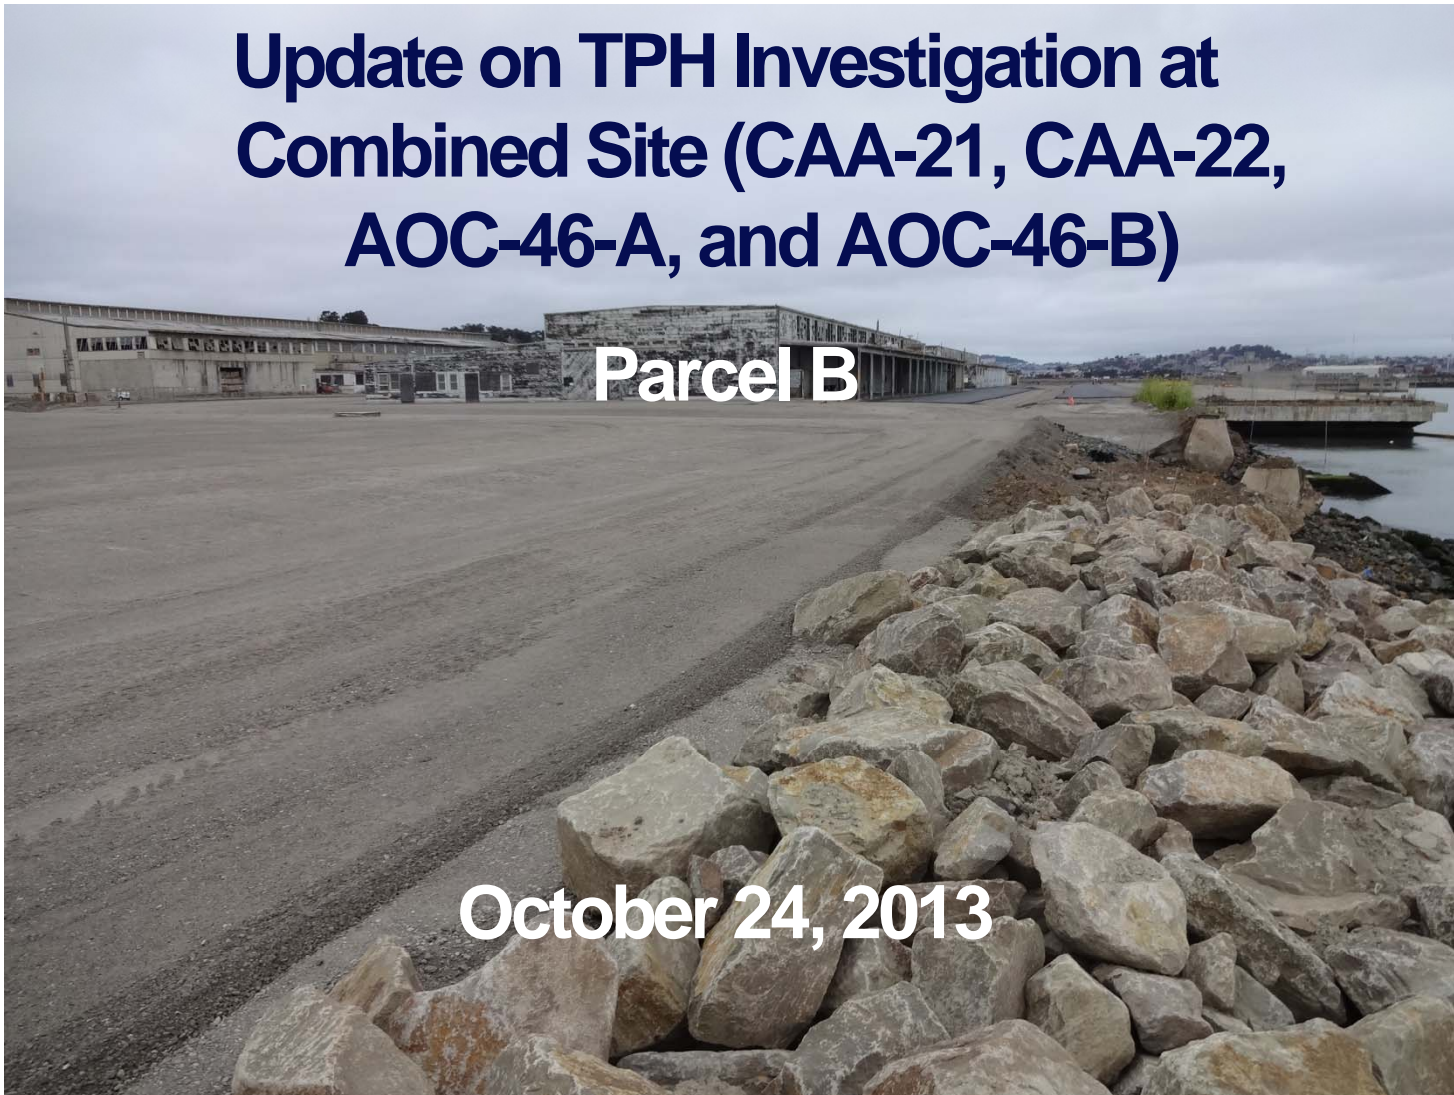 Update on TPH Investigation at
Combined Site (CAA-21, CAA-22,
AOC-46-A, and AOC-46-B)
Parcel B
October 24, 2013